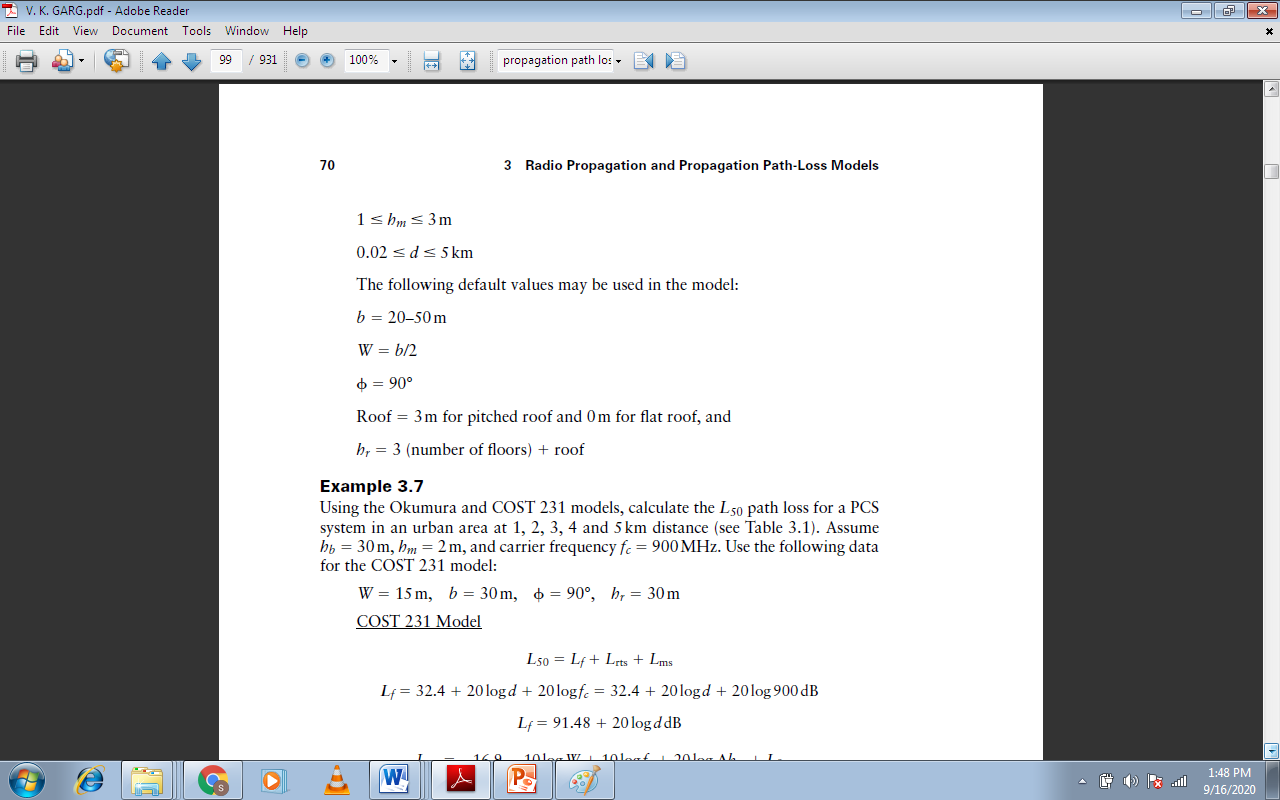 V. K. GARG.pdf - Adobe Reader
File Edit View Document Tools Window Help
99 / 931 100% propagation path los
70 3 Radio Propagation and Propagation Path-Loss Models
1 ≤ hm ≤ 3 m
0.02 ≤ d ≤ 5 km
The following default values may be used in the model:
b = 20–50 m
W = b/2
ϕ = 90°
Roof = 3 m for pitched roof and 0 m for flat roof, and
hr = 3 (number of floors) + roof
Example 3.7
Using the Okumura and COST 231 models, calculate the L50 path loss for a PCS
system in an urban area at 1, 2, 3, 4 and 5 km distance (see Table 3.1). Assume
hb = 30 m, hm = 2 m, and carrier frequency fc = 900 MHz. Use the following data
for the COST 231 model:
W = 15 m, b = 30 m, ϕ = 90°, hr = 30 m
COST 231 Model
L50 = Lf + Lrts + Lms
Lf = 32.4 + 20 log d + 20 log fc = 32.4 + 20 log d + 20 log 900 dB
Lf = 91.48 + 20 log d dB
1:48 PM
9/16/2020